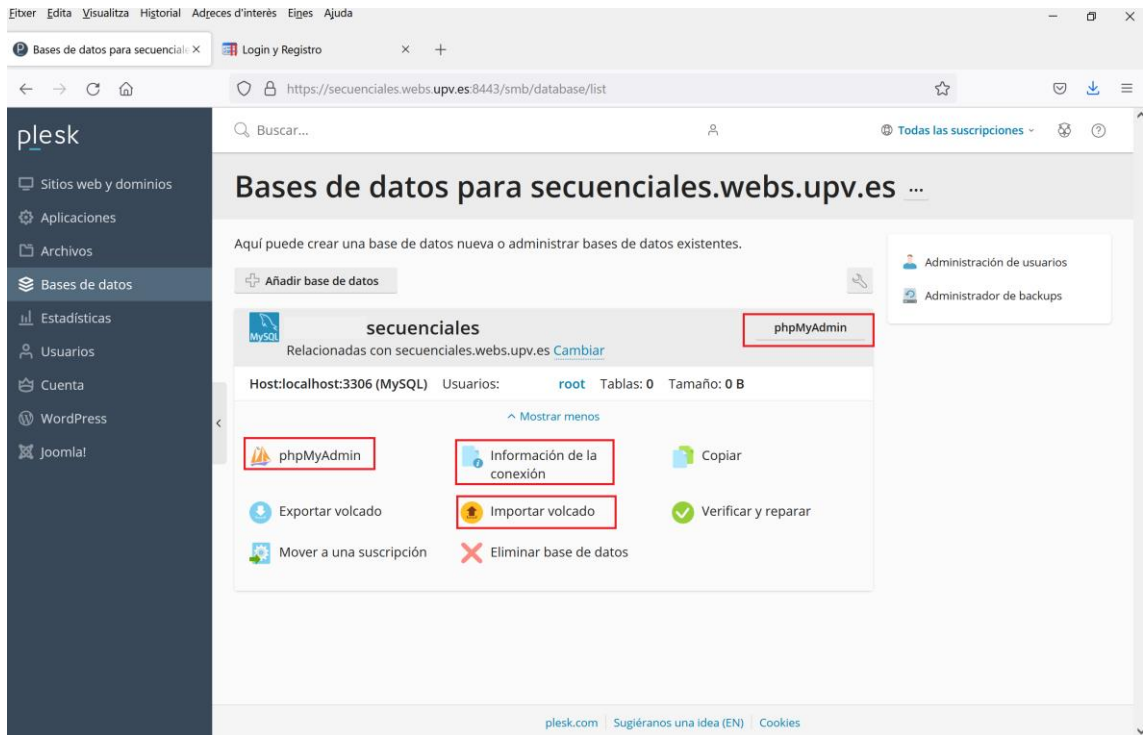 Fitxer Edita Visualitza Historial Adreces d'interès Eines Ajuda
Bases de datos para secuenciale
Login y Registro
https://secuenciales.webs.upv.es:8443/smb/database/list
plesk
Buscar...
Todas las suscripciones
Sitios web y dominios
Aplicaciones
Archivos
Bases de datos
Estadísticas
Usuarios
Cuenta
WordPress
Joomla!
Bases de datos para secuenciales.webs.upv.es ...
Aquí puede crear una base de datos nueva o administrar bases de datos existentes.
Añadir base de datos
Administración de usuarios
Administrador de backups
MySQL
secuenciales
phpMyAdmin
Relacionadas con secuenciales.webs.upv.es Cambiar
Host:localhost:3306 (MySQL) Usuarios: root Tablas: 0 Tamaño: 0 B
Mostrar menos
phpMyAdmin
Información de la
conexión
Copiar
Exportar volcado
Importar volcado
Verificar y reparar
Mover a una suscripción
Eliminar base de datos
plesk.com Sugiéranos una idea (EN) Cookies